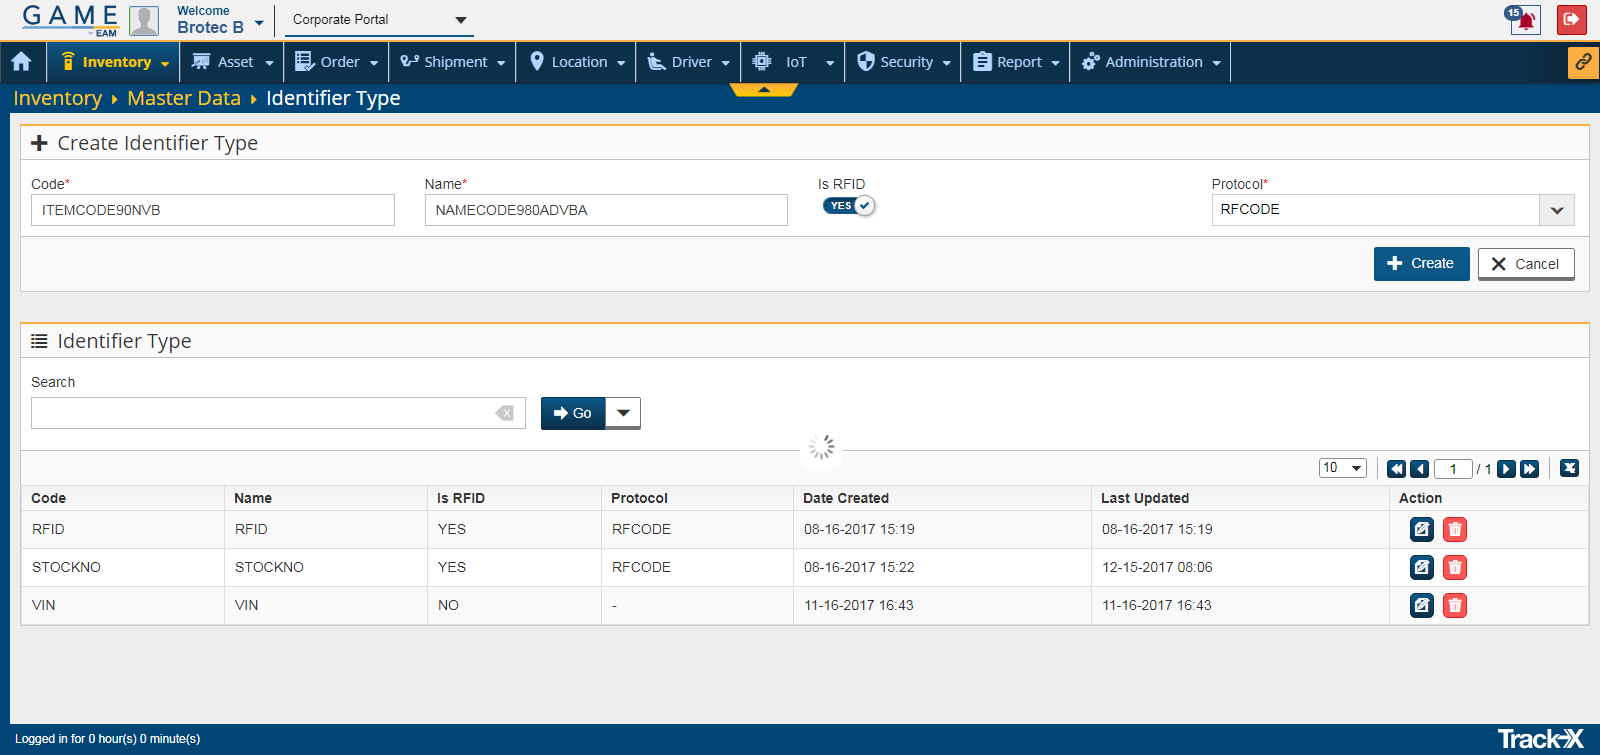 GAME
by EAM
Welcome
Brotec B
Corporate Portal
15
Inventory
Asset
Order
Shipment
Location
Driver
IoT
Security
Report
Administration
Inventory Master Data Identifier Type
Create Identifier Type
Code* Name* Is RFID Protocol*
ITEMCODE90NVB NAMECODE980ADVBA YES RFCODE
Create Cancel
Identifier Type
Search
Go
10 1 / 1
Code Name Is RFID Protocol Date Created Last Updated Action
RFID RFID YES RFCODE 08-16-2017 15:19 08-16-2017 15:19
STOCKNO STOCKNO YES RFCODE 08-16-2017 15:22 12-15-2017 08:06
VIN VIN NO - 11-16-2017 16:43 11-16-2017 16:43
Logged in for 0 hour(s) 0 minute(s)
Track-X